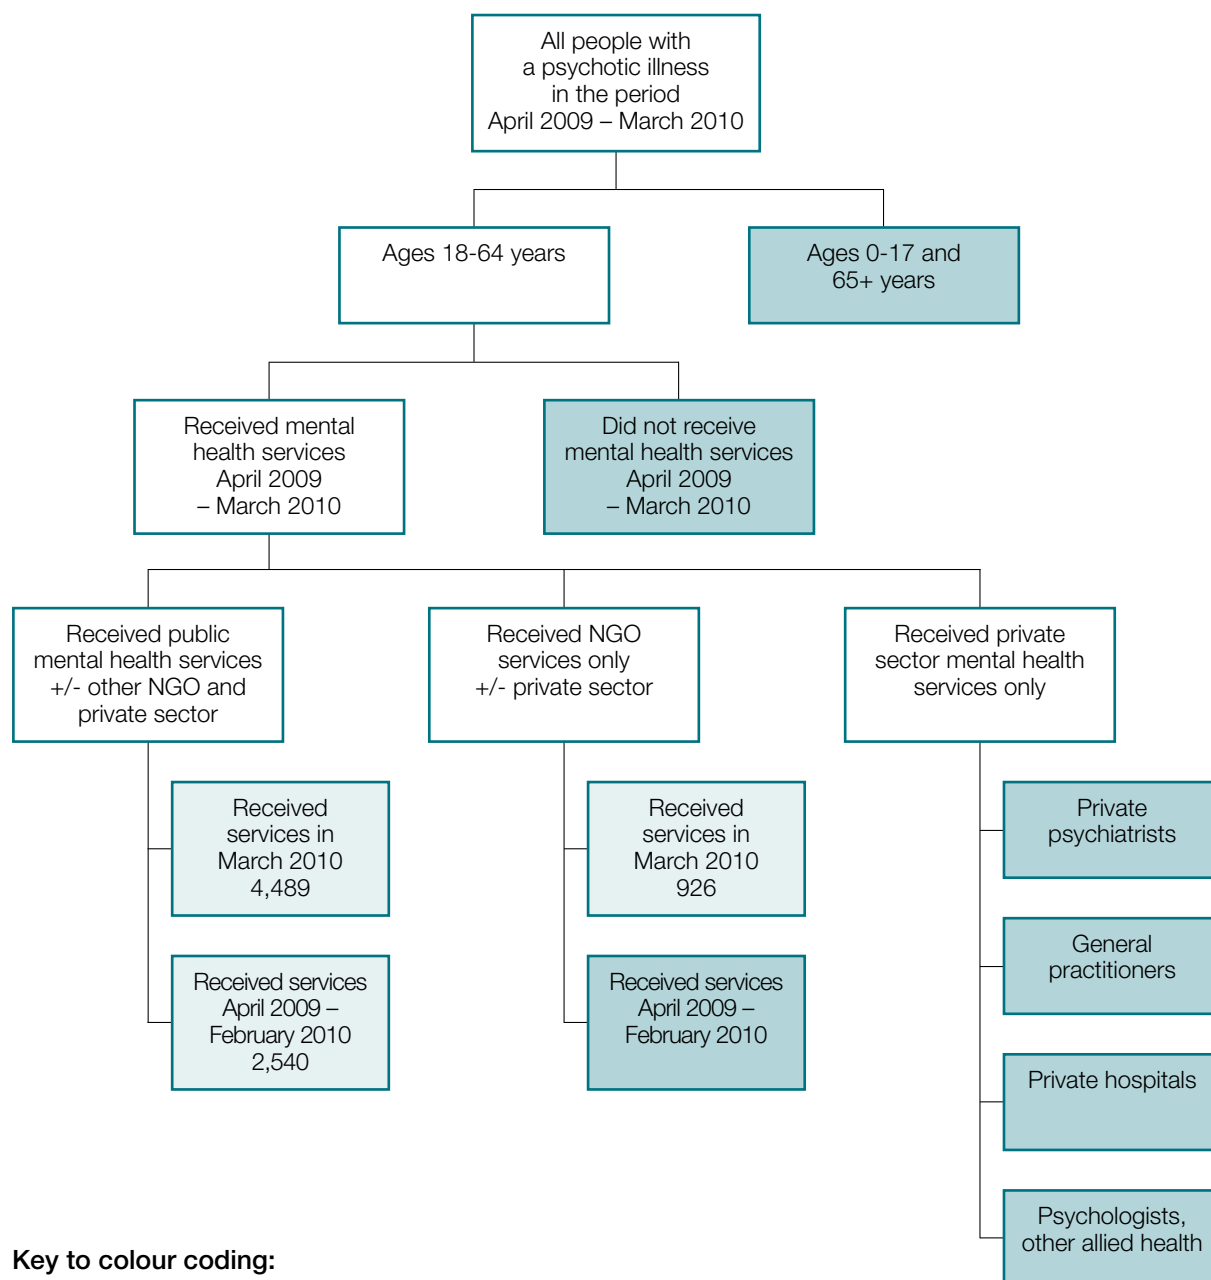 All people with
a psychotic illness
in the period
April 2009 – March 2010
Ages 18-64 years
Ages 0-17 and
65+ years
Received mental
health services
April 2009
– March 2010
Did not receive
mental health services
April 2009
– March 2010
Received public
mental health services
+/- other NGO and
private sector
Received NGO
services only
+/- private sector
Received private
sector mental health
services only
Received
services in
March 2010
4,489
Received services
April 2009 –
February 2010
2,540
Received
services in
March 2010
926
Received services
April 2009 –
February 2010
Private
psychiatrists
General
practitioners
Private hospitals
Psychologists,
other allied health
Key to colour coding: